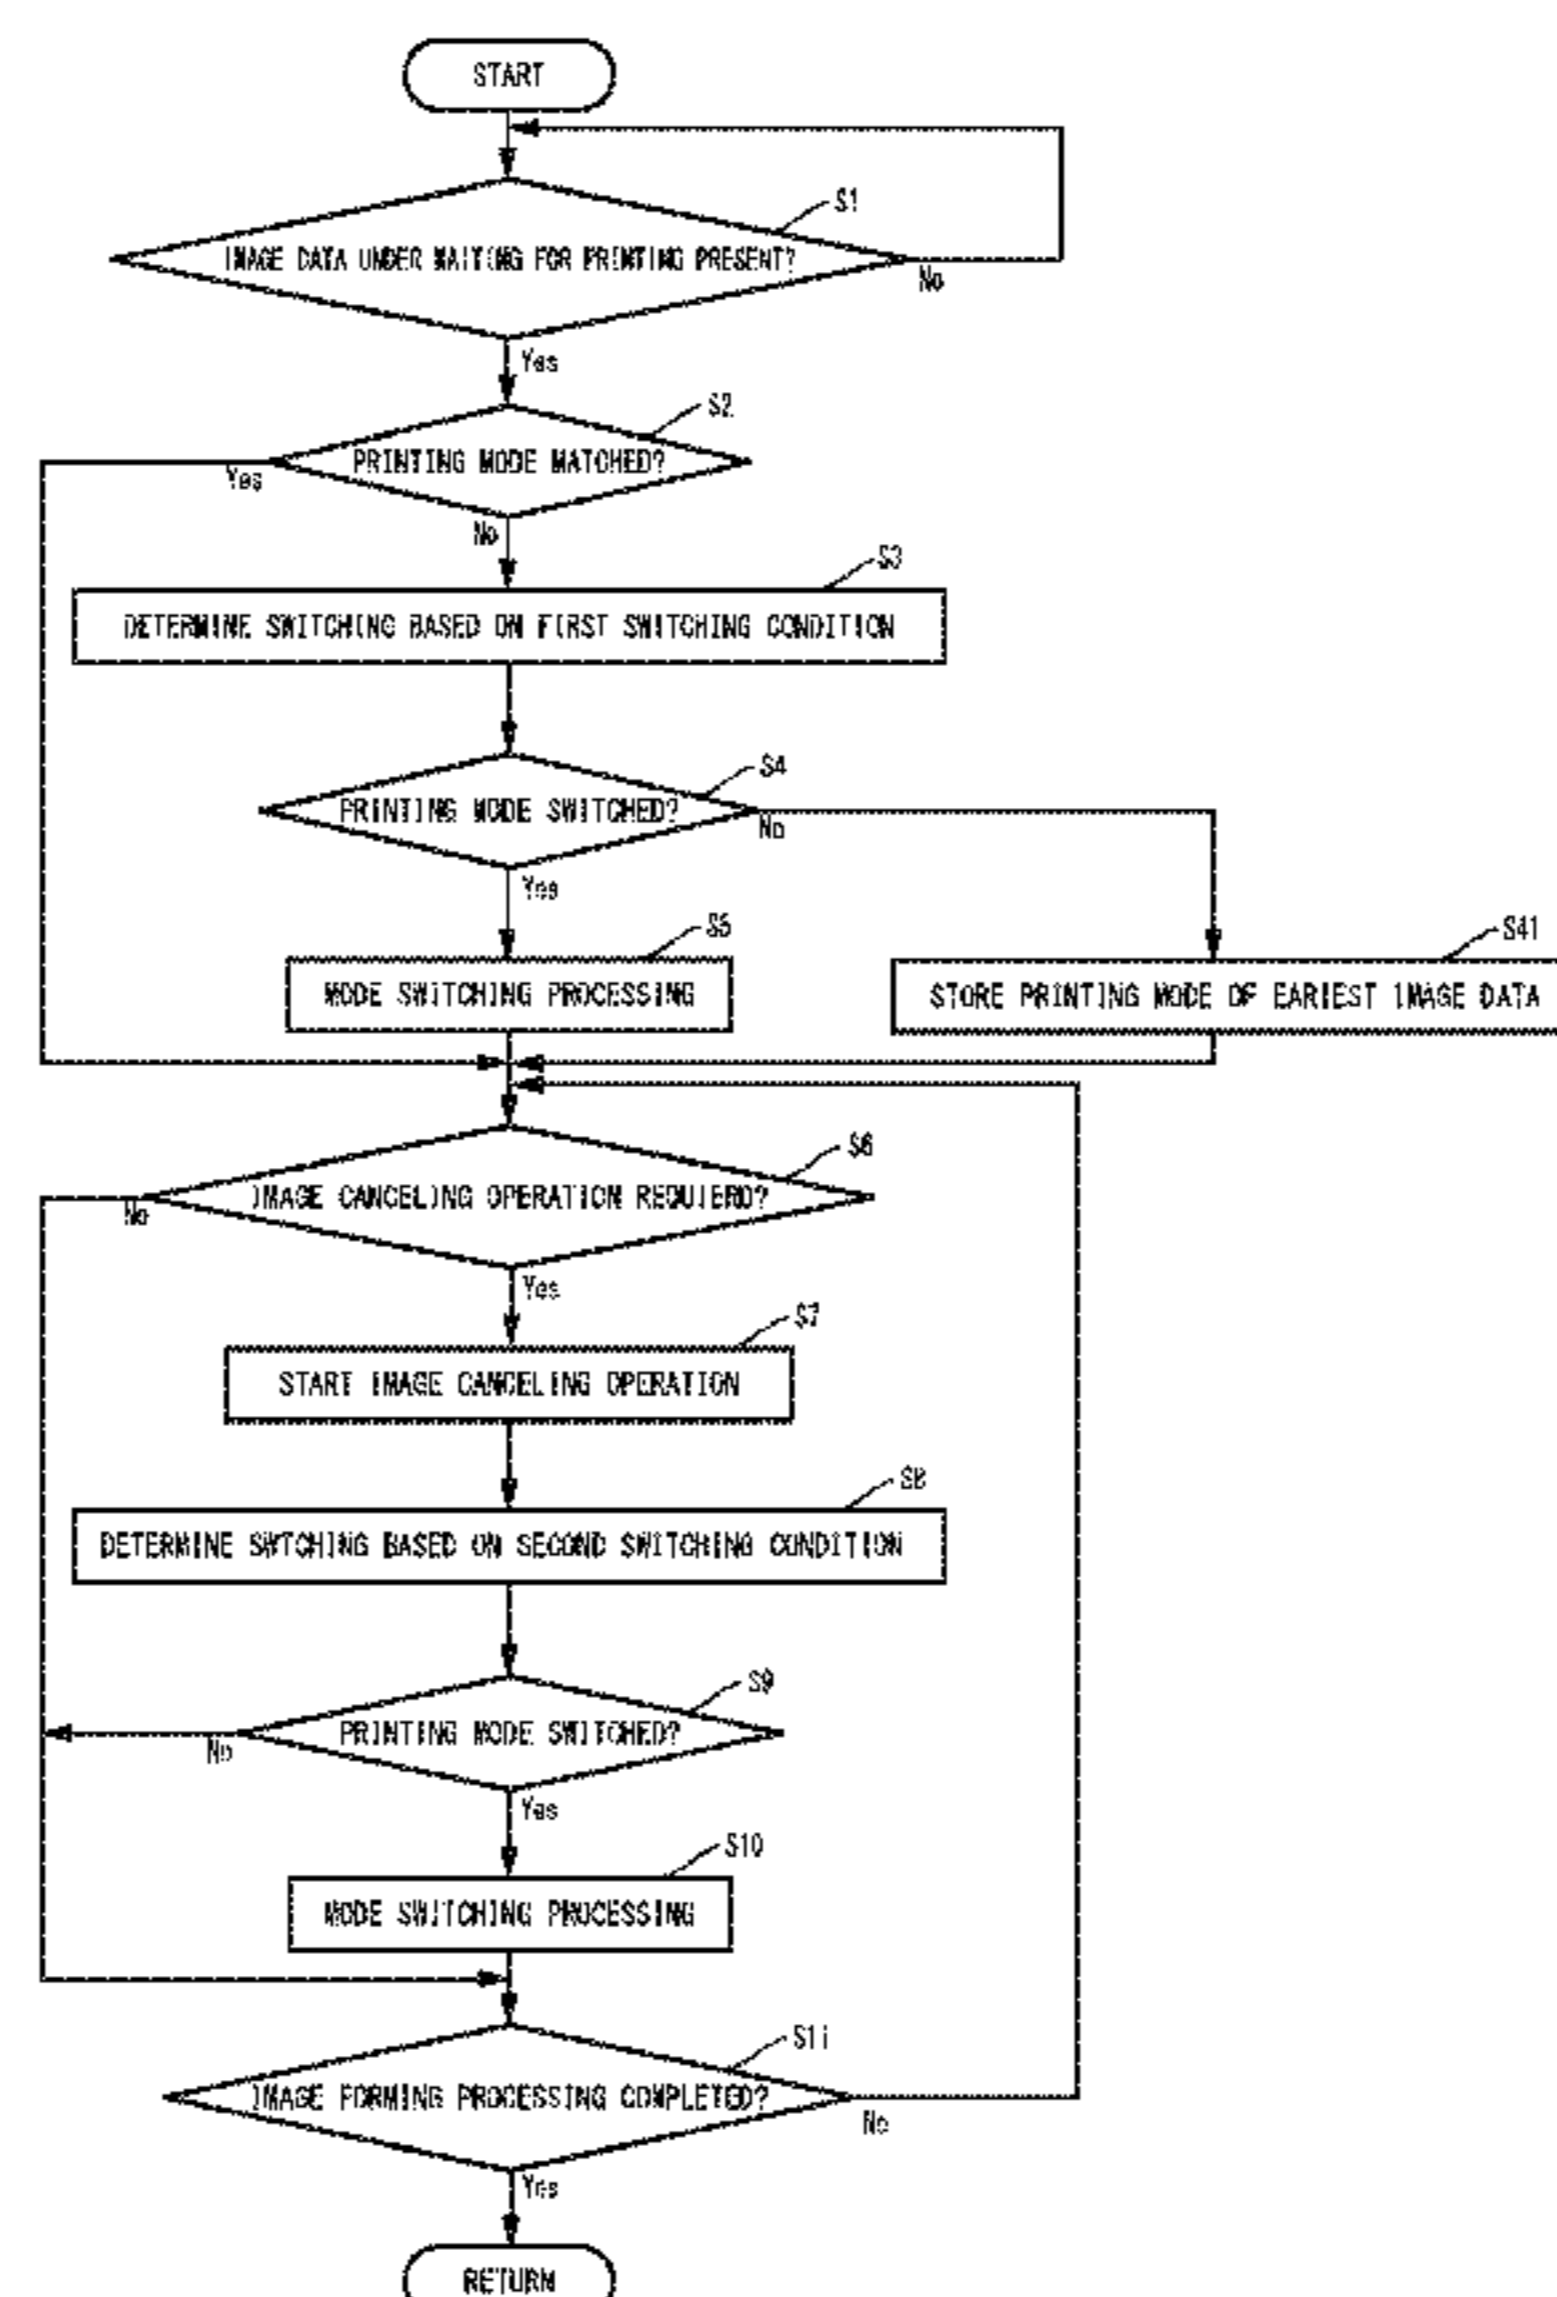 START
S1
IMAGE DATA UNDER WAITING FOR PRINTING PRESENT?
No
Yes
S2
PRINTING MODE MATCHED?
Yes
No
S3
DETERMINE SWITCHING BASED ON FIRST SWITCHING CONDITION
S4
PRINTING MODE SWITCHED?
No
Yes
S5
MODE SWITCHING PROCESSING
S41
STORE PRINTING MODE OF EARIEST IMAGE DATA
S6
IMAGE CANCELING OPERATION REQUIERD?
No
Yes
S7
START IMAGE CANCELING OPERATION
S8
DETERMINE SWTCHING BASED ON SECOND SWITCHING CONDITION
S9
PRINTING MODE SWITCHED?
No
Yes
S10
MODE SWITCHING PROCESSING
S11
IMAGE FORMING PROCESSING COMPLETED?
No
Yes
RETURN